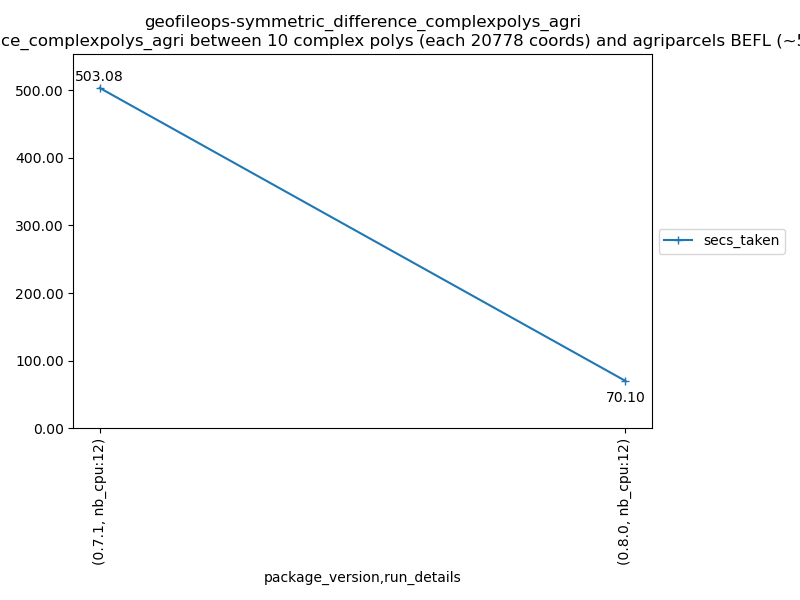 geofileops-symmetric_difference_complexpolys_agri
ce_complexpolys_agri between 10 complex polys (each 20778 coords) and agriparcels BEFL (~5
503.08
500.00
400.00
300.00
200.00
100.00
0.00
secs_taken
70.10
(0.7.1, nb_cpu:12)
(0.8.0, nb_cpu:12)
package_version,run_details